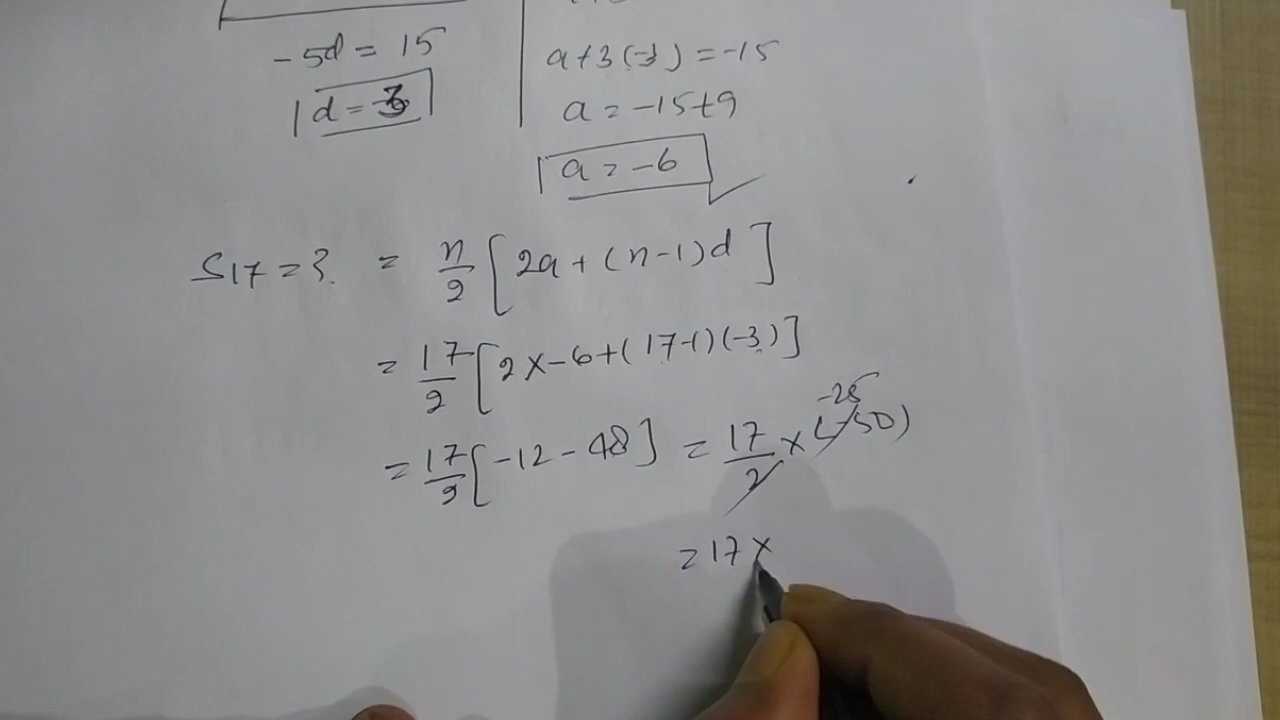 -5d = 15
d = -3
a+3(-3) = -15
a = -15+9
a = -6
S17 = ? = n/2 [2a + (n-1)d]
= 17/2 [2x-6+(17-1)(-3)]
= 17/2 [-12-48] = 17/2 x (-50)
-25
= 17 x